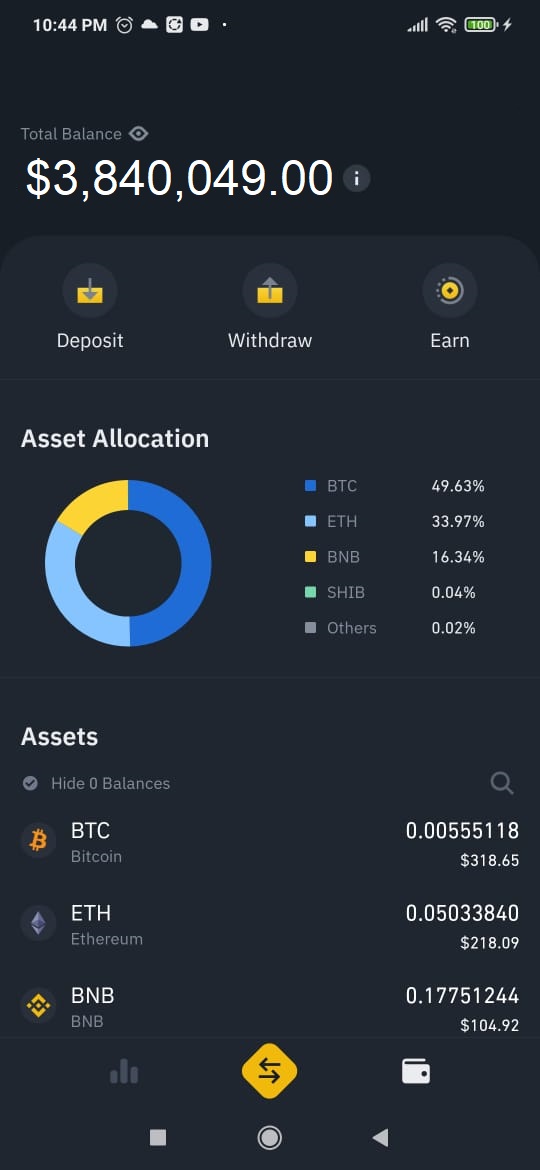 10:44 PM
100
Total Balance
$3,840,049.00
Deposit Withdraw Earn
Asset Allocation
BTC 49.63%
ETH 33.97%
BNB 16.34%
SHIB 0.04%
Others 0.02%
Assets
Hide 0 Balances
BTC 0.00555118
Bitcoin $318.65
ETH 0.05033840
Ethereum $218.09
BNB 0.17751244
BNB $104.92